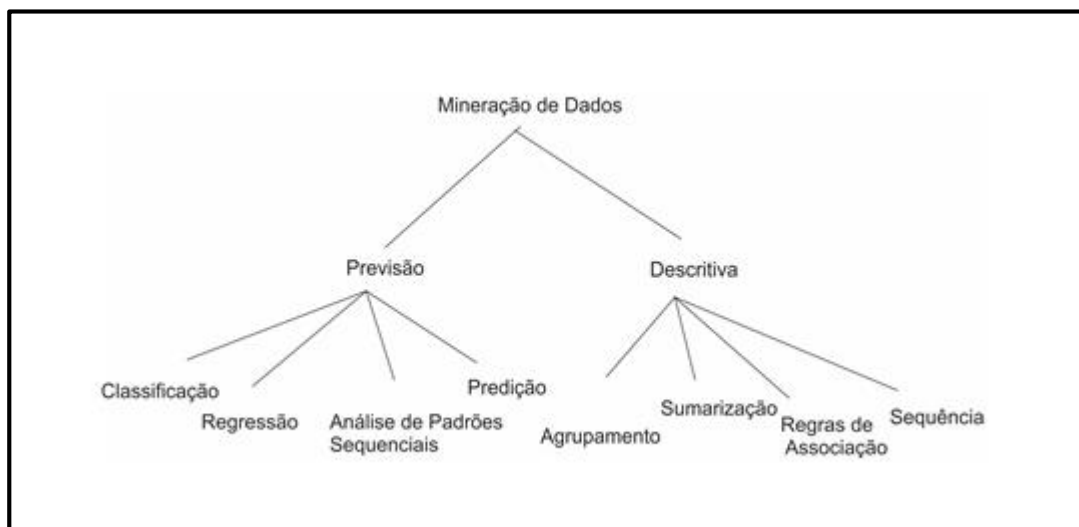 Mineração de Dados
Previsão
Descritiva
Classificação
Regressão
Análise de Padrões
Sequenciais
Predição
Agrupamento
Sumarização
Regras de
Associação
Sequência